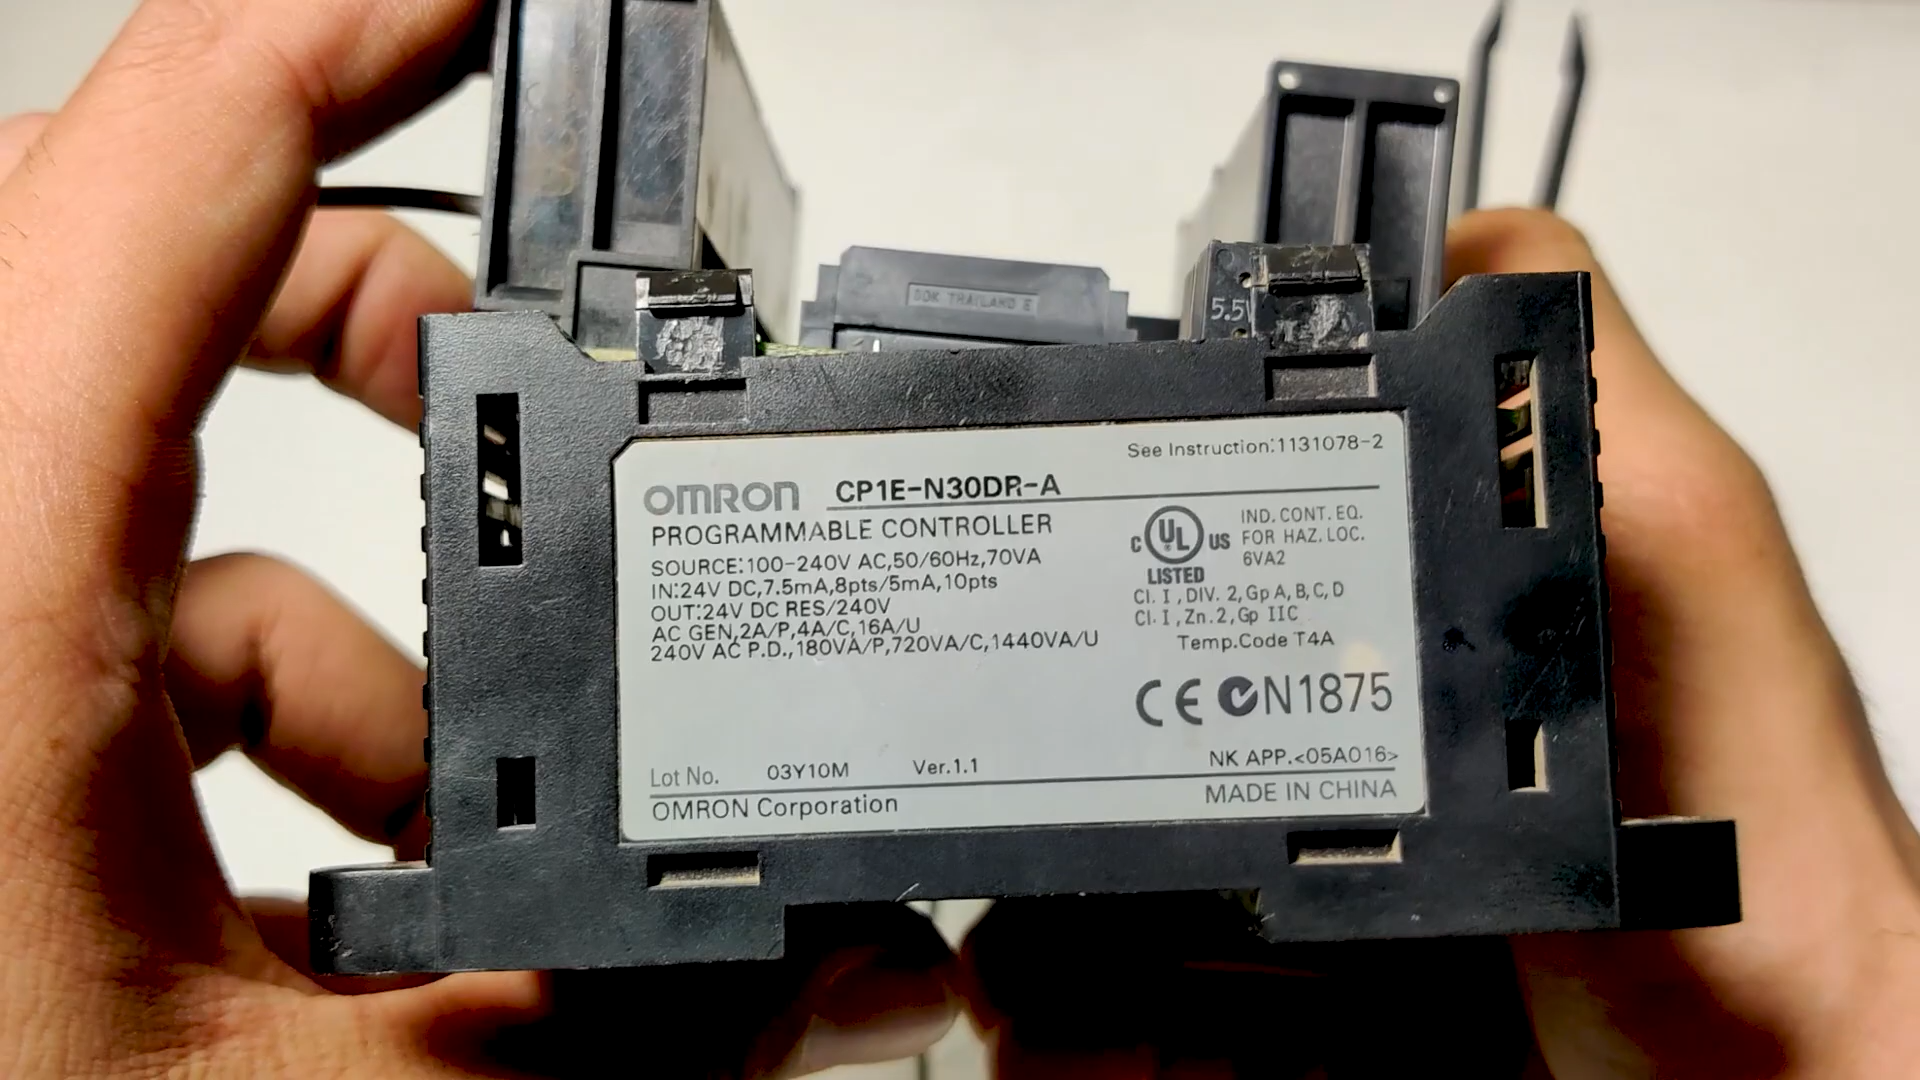 SDK THAILAND E
5.5V
See Instruction:1131078-2
OMRON CP1E-N30DR-A
PROGRAMMABLE CONTROLLER
SOURCE:100-240V AC,50/60Hz,70VA
IN:24V DC,7.5mA,8pts/5mA,10pts
OUT:24V DC RES/240V
AC GEN,2A/P,4A/C,16A/U
240V AC P.D.,180VA/P,720VA/C,1440VA/U
C UL US
LISTED
IND. CONT. EQ.
FOR HAZ. LOC.
6VA2
Cl. I, DIV. 2, Gp A, B, C, D
Cl. I, Zn. 2, Gp IIC
Temp.Code T4A
CE N1875
Lot No. 03Y10M Ver.1.1
NK APP.<05A016>
OMRON Corporation
MADE IN CHINA